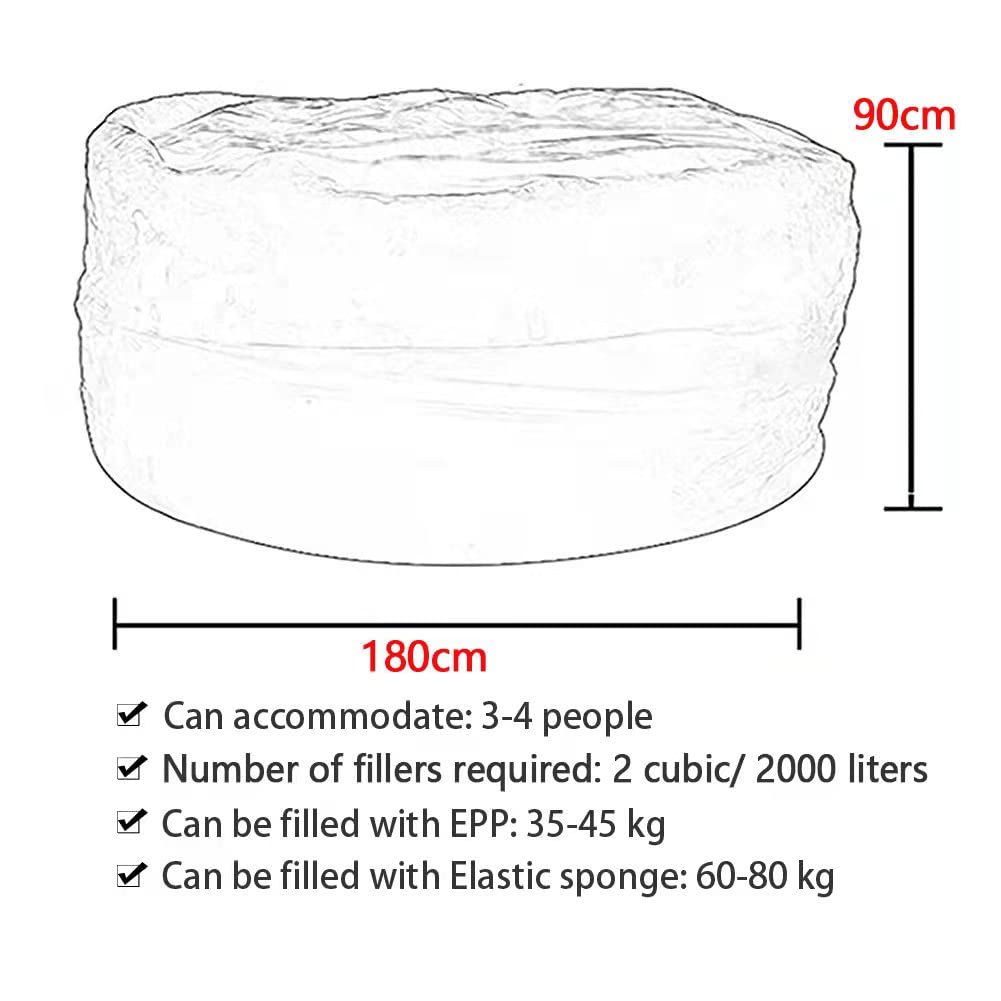 90cm
180cm
Can accommodate: 3-4 people
Number of fillers required: 2 cubic/ 2000 liters
Can be filled with EPP: 35-45 kg
Can be filled with Elastic sponge: 60-80 kg